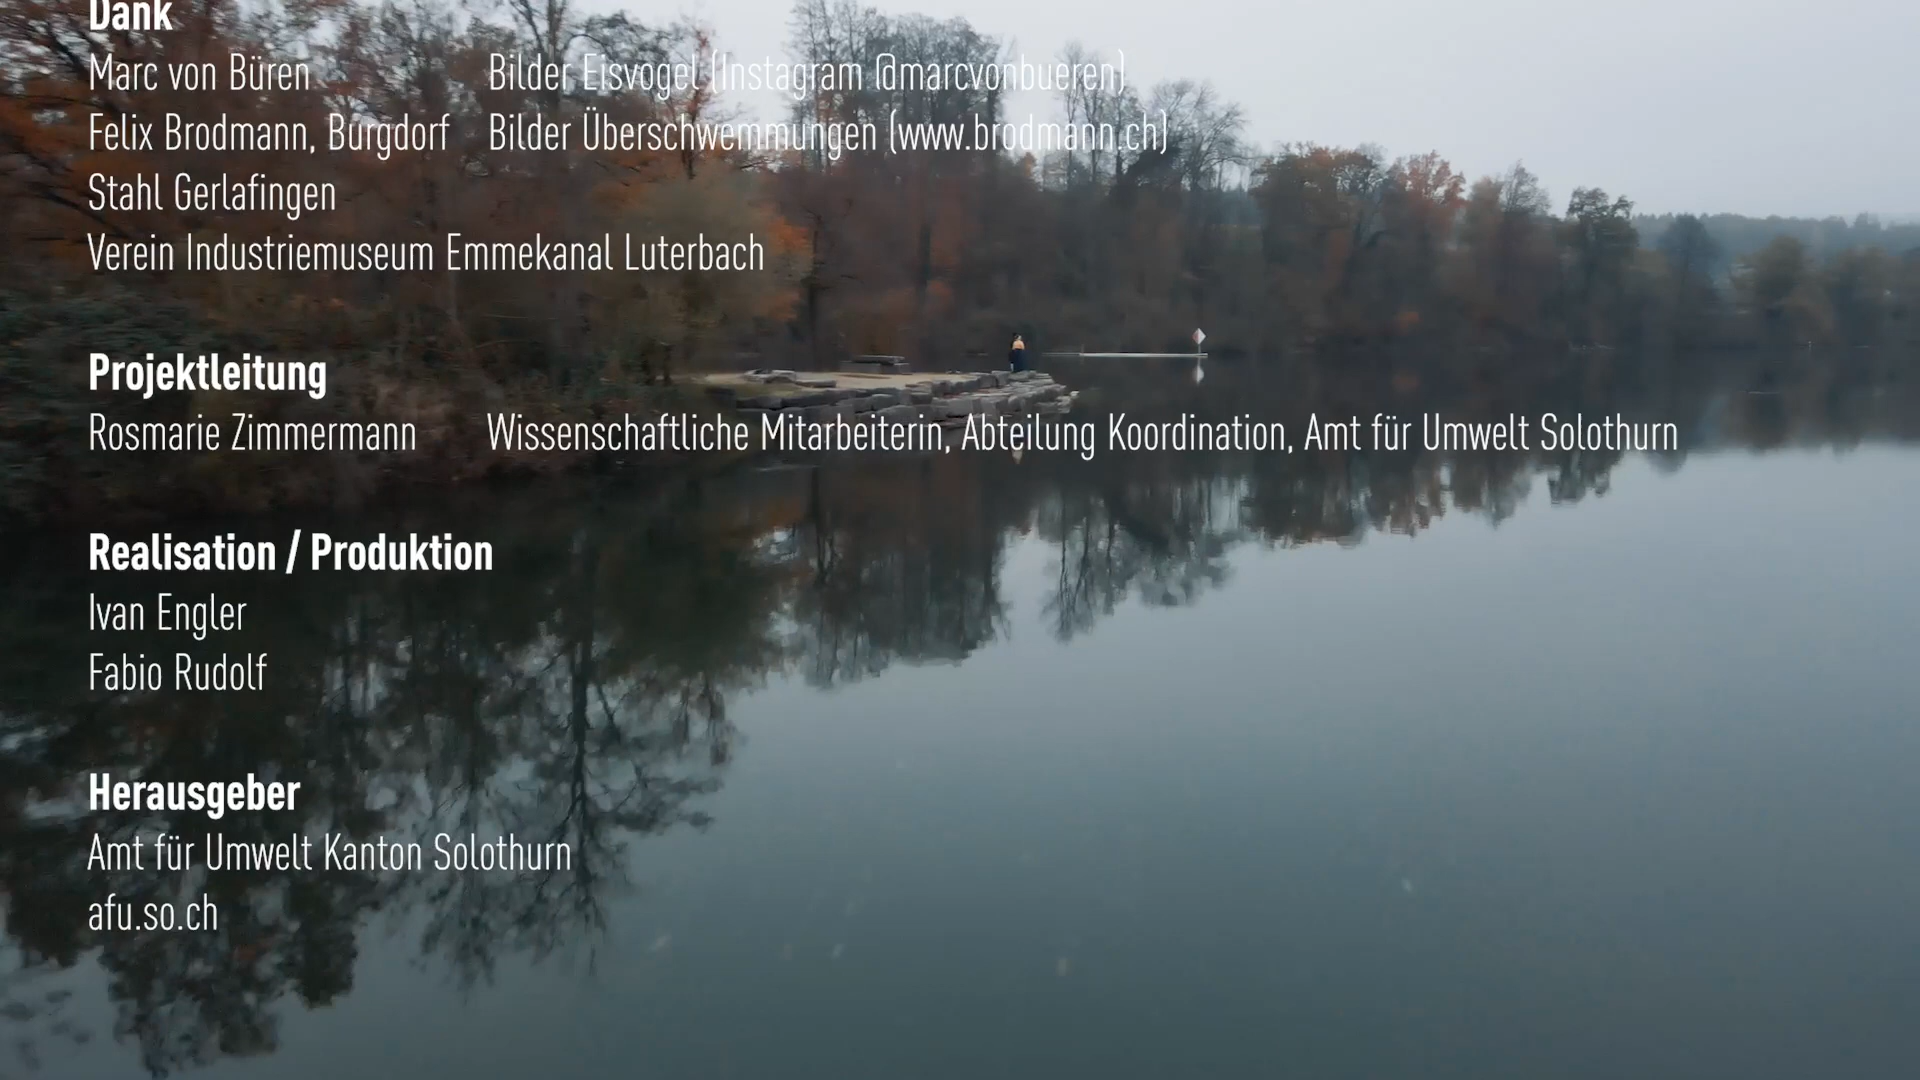 Dank
Marc von Büren Bilder Eisvogel (Instagram @marcvonbueren)
Felix Brodmann, Burgdorf Bilder Überschwemmungen (www.brodmann.ch)
Stahl Gerlafingen
Verein Industriemuseum Emmekanal Luterbach
Projektleitung
Rosmarie Zimmermann Wissenschaftliche Mitarbeiterin, Abteilung Koordination, Amt für Umwelt Solothurn
Realisation / Produktion
Ivan Engler
Fabio Rudolf
Herausgeber
Amt für Umwelt Kanton Solothurn
afu.so.ch